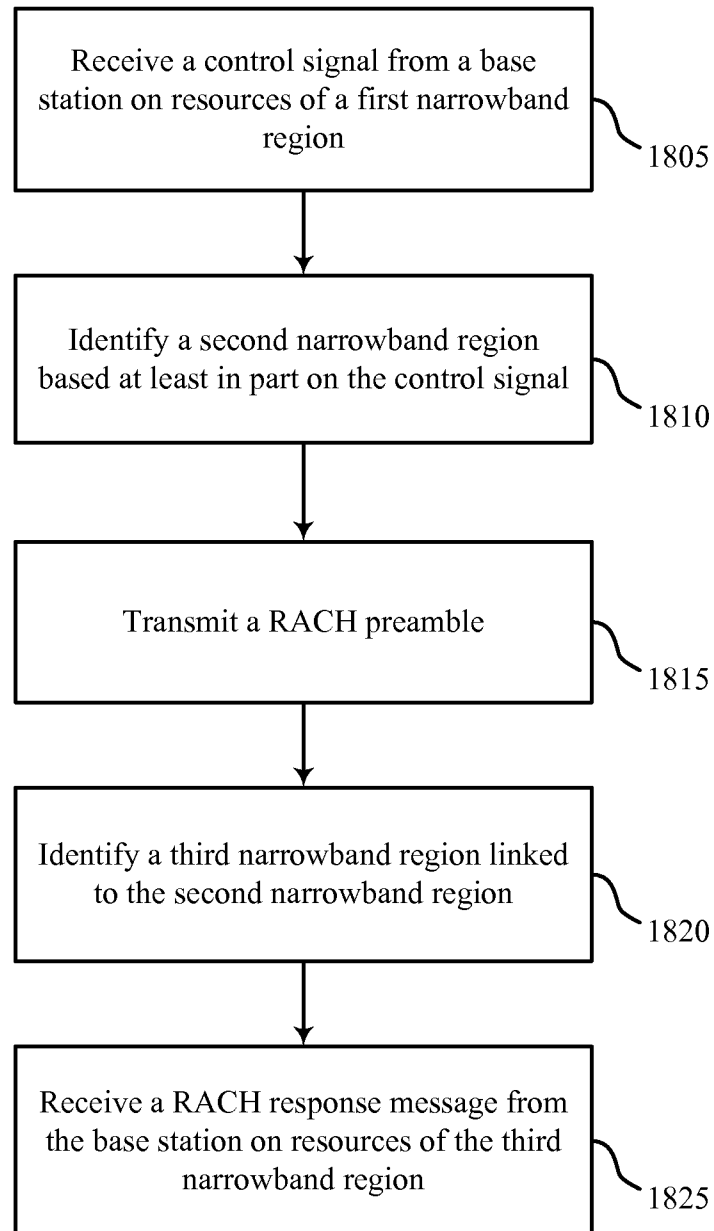 Receive a control signal from a base
station on resources of a first narrowband
region
1805
Identify a second narrowband region
based at least in part on the control signal
1810
Transmit a RACH preamble
1815
Identify a third narrowband region linked
to the second narrowband region
1820
Receive a RACH response message from
the base station on resources of the third
narrowband region
1825